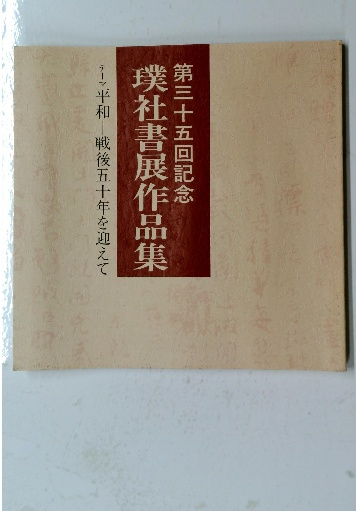 第三十五回記念
璞社書展作品集
テーマ 平和―戦後五十年を迎えて